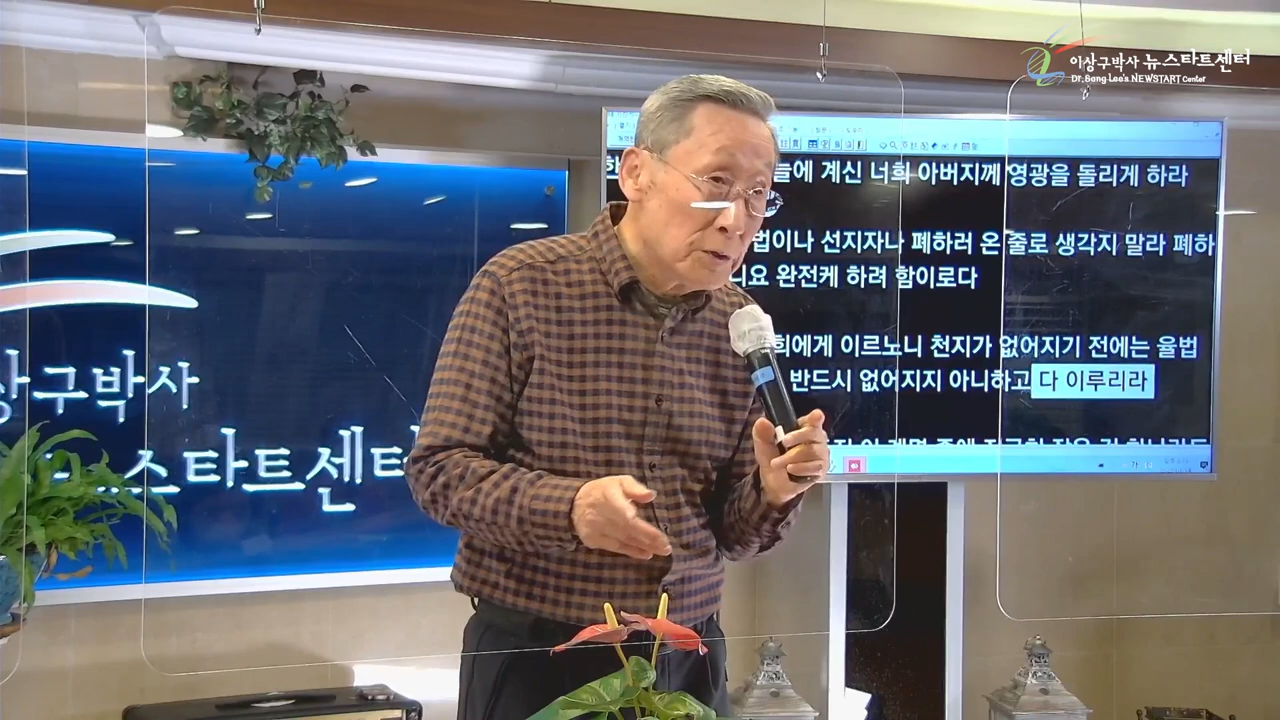 이상구박사 뉴스타트센터
Dr. Sang Lee's NEWSTART Center
늘에 계신 너희 아버지께 영광을 돌리게 하라
법이나 선지자나 폐하러 온 줄로 생각지 말라 폐하
니요 완전케 하려 함이로다
희에게 이르노니 천지가 없어지기 전에는 율법
반드시 없어지지 아니하고 다 이루리라
상구박사
스타트센터